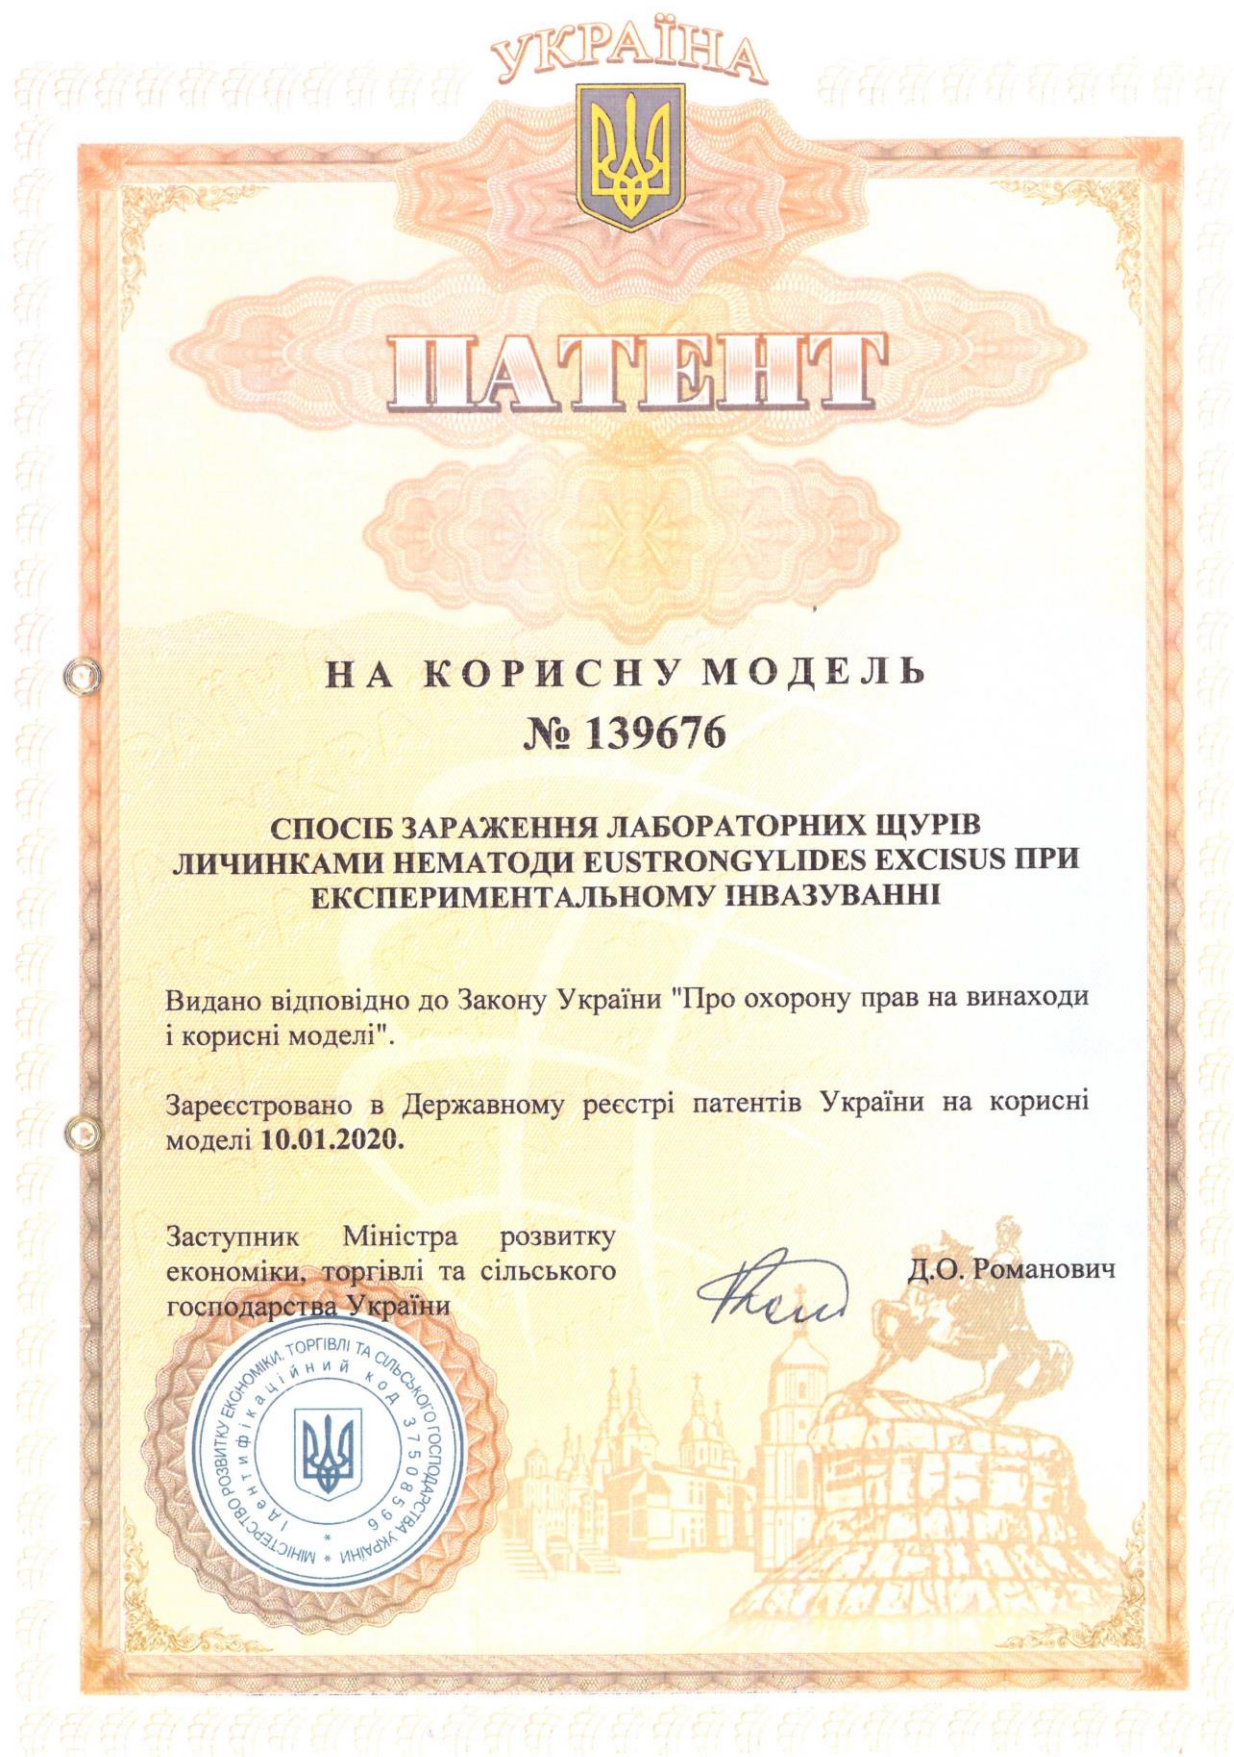 УКРАЇНА
ПАТЕНТ
НА КОРИСНУ МОДЕЛЬ
№ 139676
СПОСІБ ЗАРАЖЕННЯ ЛАБОРАТОРНИХ ЩУРІВ
ЛИЧИНКАМИ НЕМАТОДИ EUSTRONGYLIDES EXCISUS ПРИ
ЕКСПЕРИМЕНТАЛЬНОМУ ІНВАЗУВАННІ
Видано відповідно до Закону України "Про охорону прав на винаходи
і корисні моделі".
Зареєстровано в Державному реєстрі патентів України на корисні
моделі 10.01.2020.
Заступник Міністра розвитку
економіки, торгівлі та сільського
господарства України
Д.О. Романович
МІНІСТЕРСТВО РОЗВИТКУ ЕКОНОМІКИ, ТОРГІВЛІ ТА СІЛЬСЬКОГО ГОСПОДАРСТВА УКРАЇНИ *
Ідентифікаційний код 37508596 *